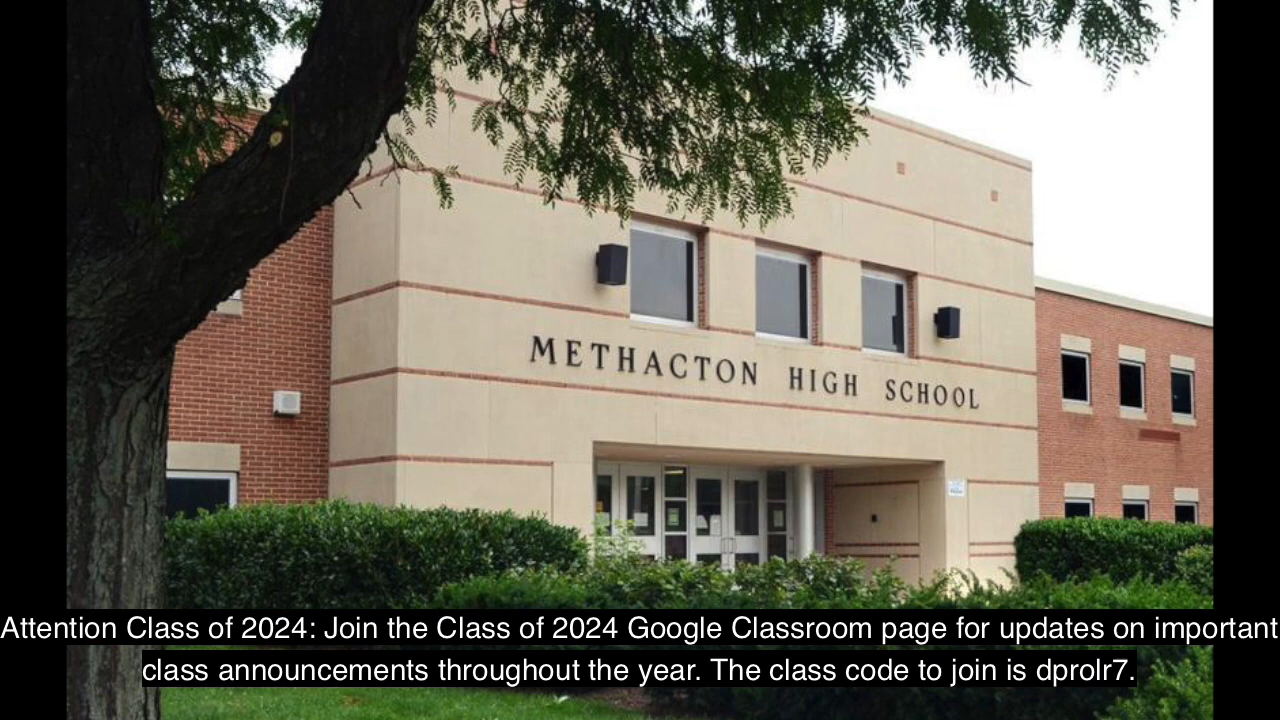 METHACTON HIGH SCHOOL
Attention Class of 2024: Join the Class of 2024 Google Classroom page for updates on important
class announcements throughout the year. The class code to join is dprolr7.